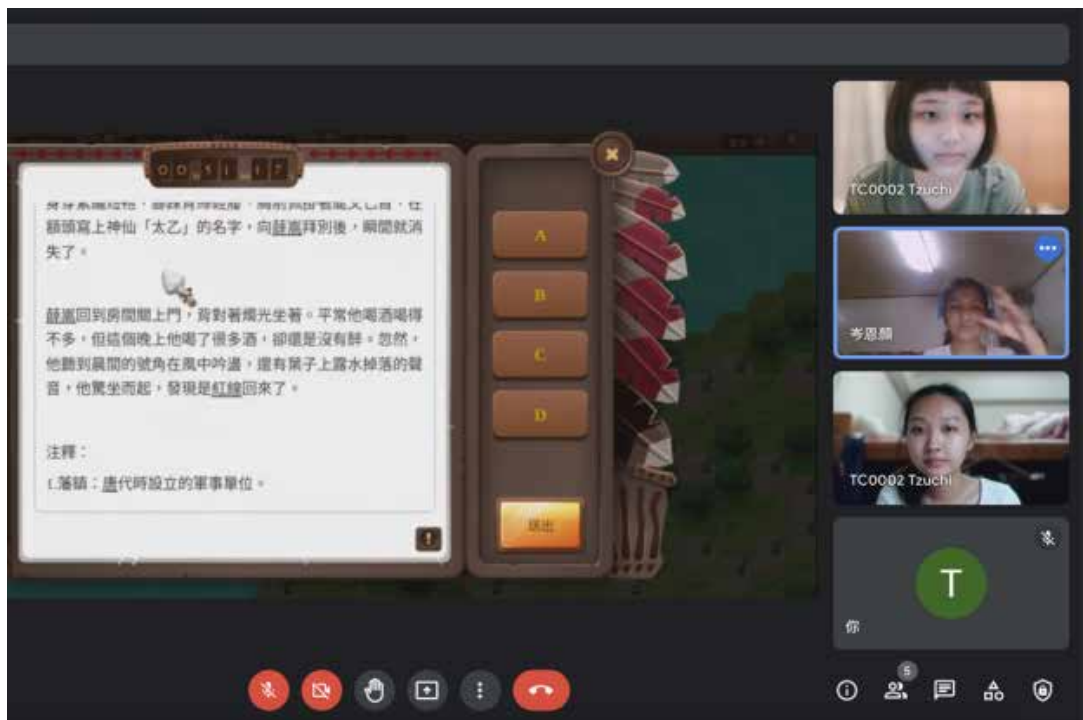 00 51 17
額頭寫上神仙「太乙」的名字,向薛嵩拜別後,瞬間就消
失了。
薛嵩回到房間關上門,背對著燭光坐著。平常他喝酒喝得
不多,但這個晚上他喝了很多酒,卻還是沒有醉。忽然,
他聽到晨間的號角在風中吟盪,還有葉子上露水掉落的聲
音,他驚坐而起,發現是紅線回來了。
注釋:
1.藩鎮:唐代時設立的軍事單位。
A
B
C
D
送出
TC0002 Tzuchi
岑恩顏
TC0002 Tzuchi
T
你
5